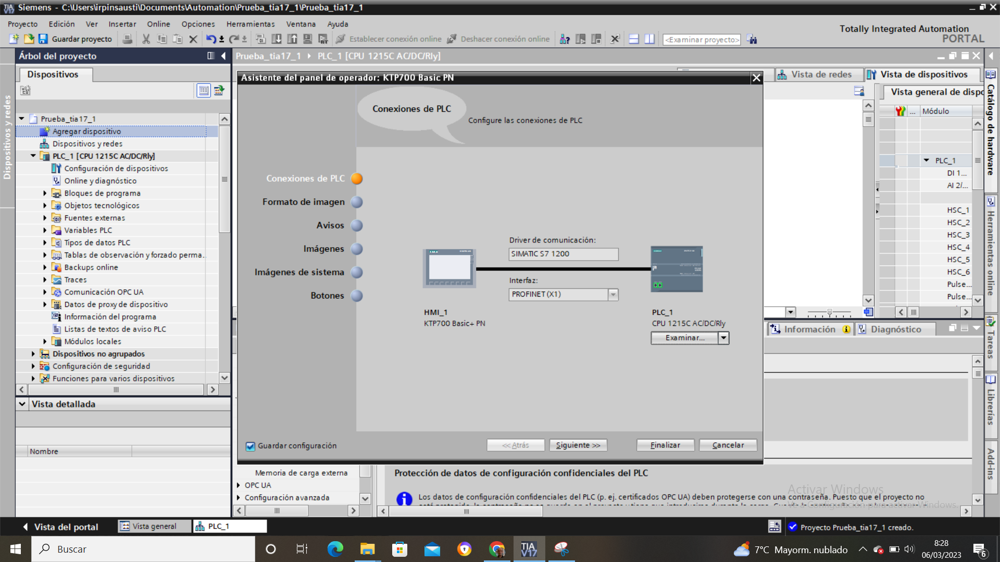 Siemens - C:\Users\irpinsausti\Documents\Automation\Prueba_tia17_1\Prueba_tia17_1
Proyecto Edición Ver Insertar Online Opciones Herramientas Ventana Ayuda
Totally Integrated Automation
PORTAL
Guardar proyecto
Establecer conexión online
Deshacer conexión online
<Examinar proyecto>
Árbol del proyecto
Prueba_tia17_1 PLC_1 [CPU 1215C AC/DC/Rly]
Dispositivos
Dispositivos y redes
Prueba_tia17_1
Agregar dispositivo
Dispositivos y redes
PLC_1 [CPU 1215C AC/DC/Rly]
Configuración de dispositivos
Online y diagnóstico
Bloques de programa
Objetos tecnológicos
Fuentes externas
Variables PLC
Tipos de datos PLC
Tablas de observación y forzado perma...
Backups online
Traces
Comunicación OPC UA
Datos de proxy de dispositivo
Información del programa
Listas de textos de aviso PLC
Módulos locales
Dispositivos no agrupados
Configuración de seguridad
Funciones para varios dispositivos
Vista detallada
Nombre
Asistente del panel de operador: KTP700 Basic PN
Conexiones de PLC
Configure las conexiones de PLC
Conexiones de PLC
Formato de imagen
Avisos
Imágenes
Imágenes de sistema
Botones
Driver de comunicación:
SIMATIC S7 1200
Interfaz:
PROFINET (X1)
HMI_1
KTP700 Basic+ PN
PLC_1
CPU 1215C AC/DC/Rly
Examinar...
Guardar configuración
<< Atrás
Siguiente >>
Finalizar
Cancelar
Vista de redes
Vista de dispositivos
Vista general de dispo
... Módulo
PLC_1
DI 1...
AI 2/...
HSC_1
HSC_2
HSC_3
HSC_4
HSC_5
HSC_6
Pulse...
Pulse...
Información
Diagnóstico
Catálogo de hardware
Herramientas online
Tareas
Librerías
Add-ins
Memoria de carga externa
OPC UA
Configuración avanzada
Protección de datos de configuración confidenciales del PLC
Los datos de configuración confidenciales del PLC (p. ej. certificados OPC UA) deben protegerse con una contraseña. Puesto que el proyecto no
Activar Windows
Ve a Configuración para activar Windows.
Vista del portal
Vista general
PLC_1
Proyecto Prueba_tia17_1 creado.
Buscar
TIA
V17
7°C Mayorm. nublado
8:28
06/03/2023
6